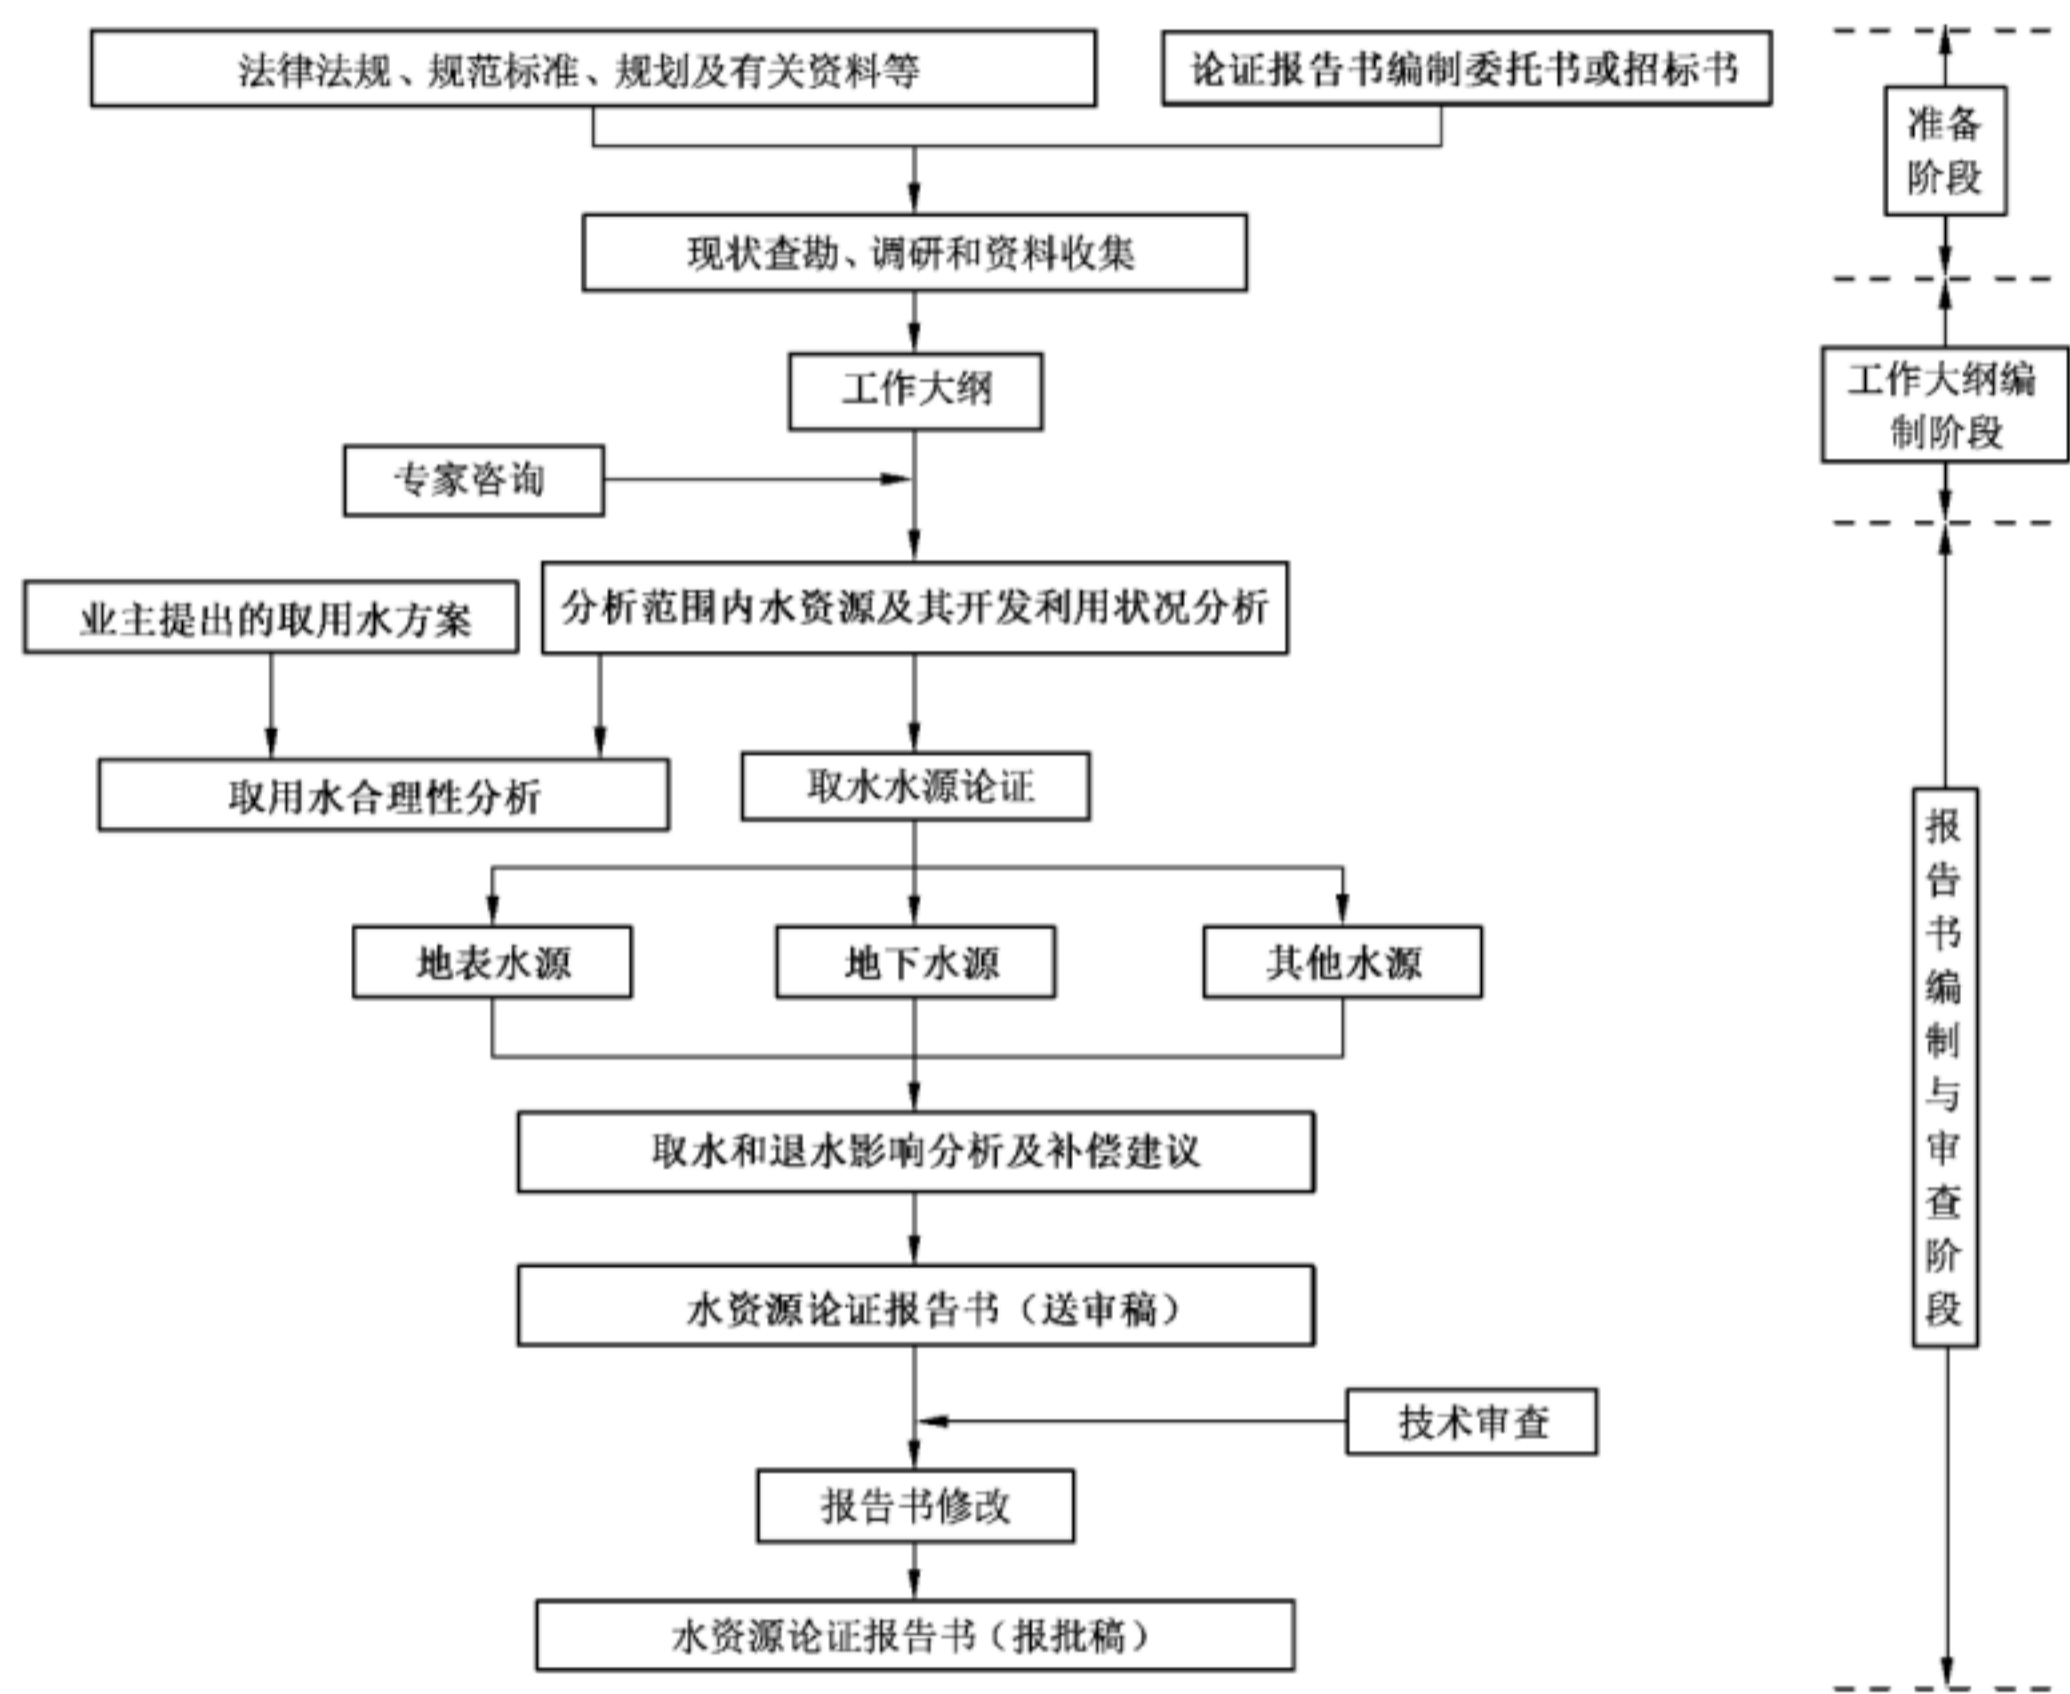 法律法规、规范标准、规划及有关资料等
论证报告书编制委托书或招标书
准备
阶段
现状查勘、调研和资料收集
工作大纲
工作大纲编
制阶段
专家咨询
业主提出的取用水方案
分析范围内水资源及其开发利用状况分析
取用水合理性分析
取水水源论证
地表水源
地下水源
其他水源
报
告
书
编
制
与
审
查
阶
段
取水和退水影响分析及补偿建议
水资源论证报告书（送审稿）
技术审查
报告书修改
水资源论证报告书（报批稿）